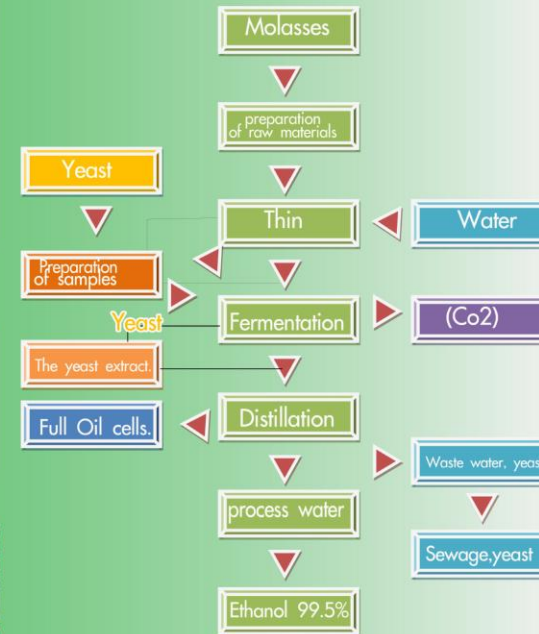 Molasses
preparation
of raw materials
Yeast
Thin
Water
Preparation
of samples
Yeast
Fermentation
(Co2)
The yeast extract.
Full Oil cells.
Distillation
Waste water, yeas
process water
Sewage,yeast
Ethanol 99.5%